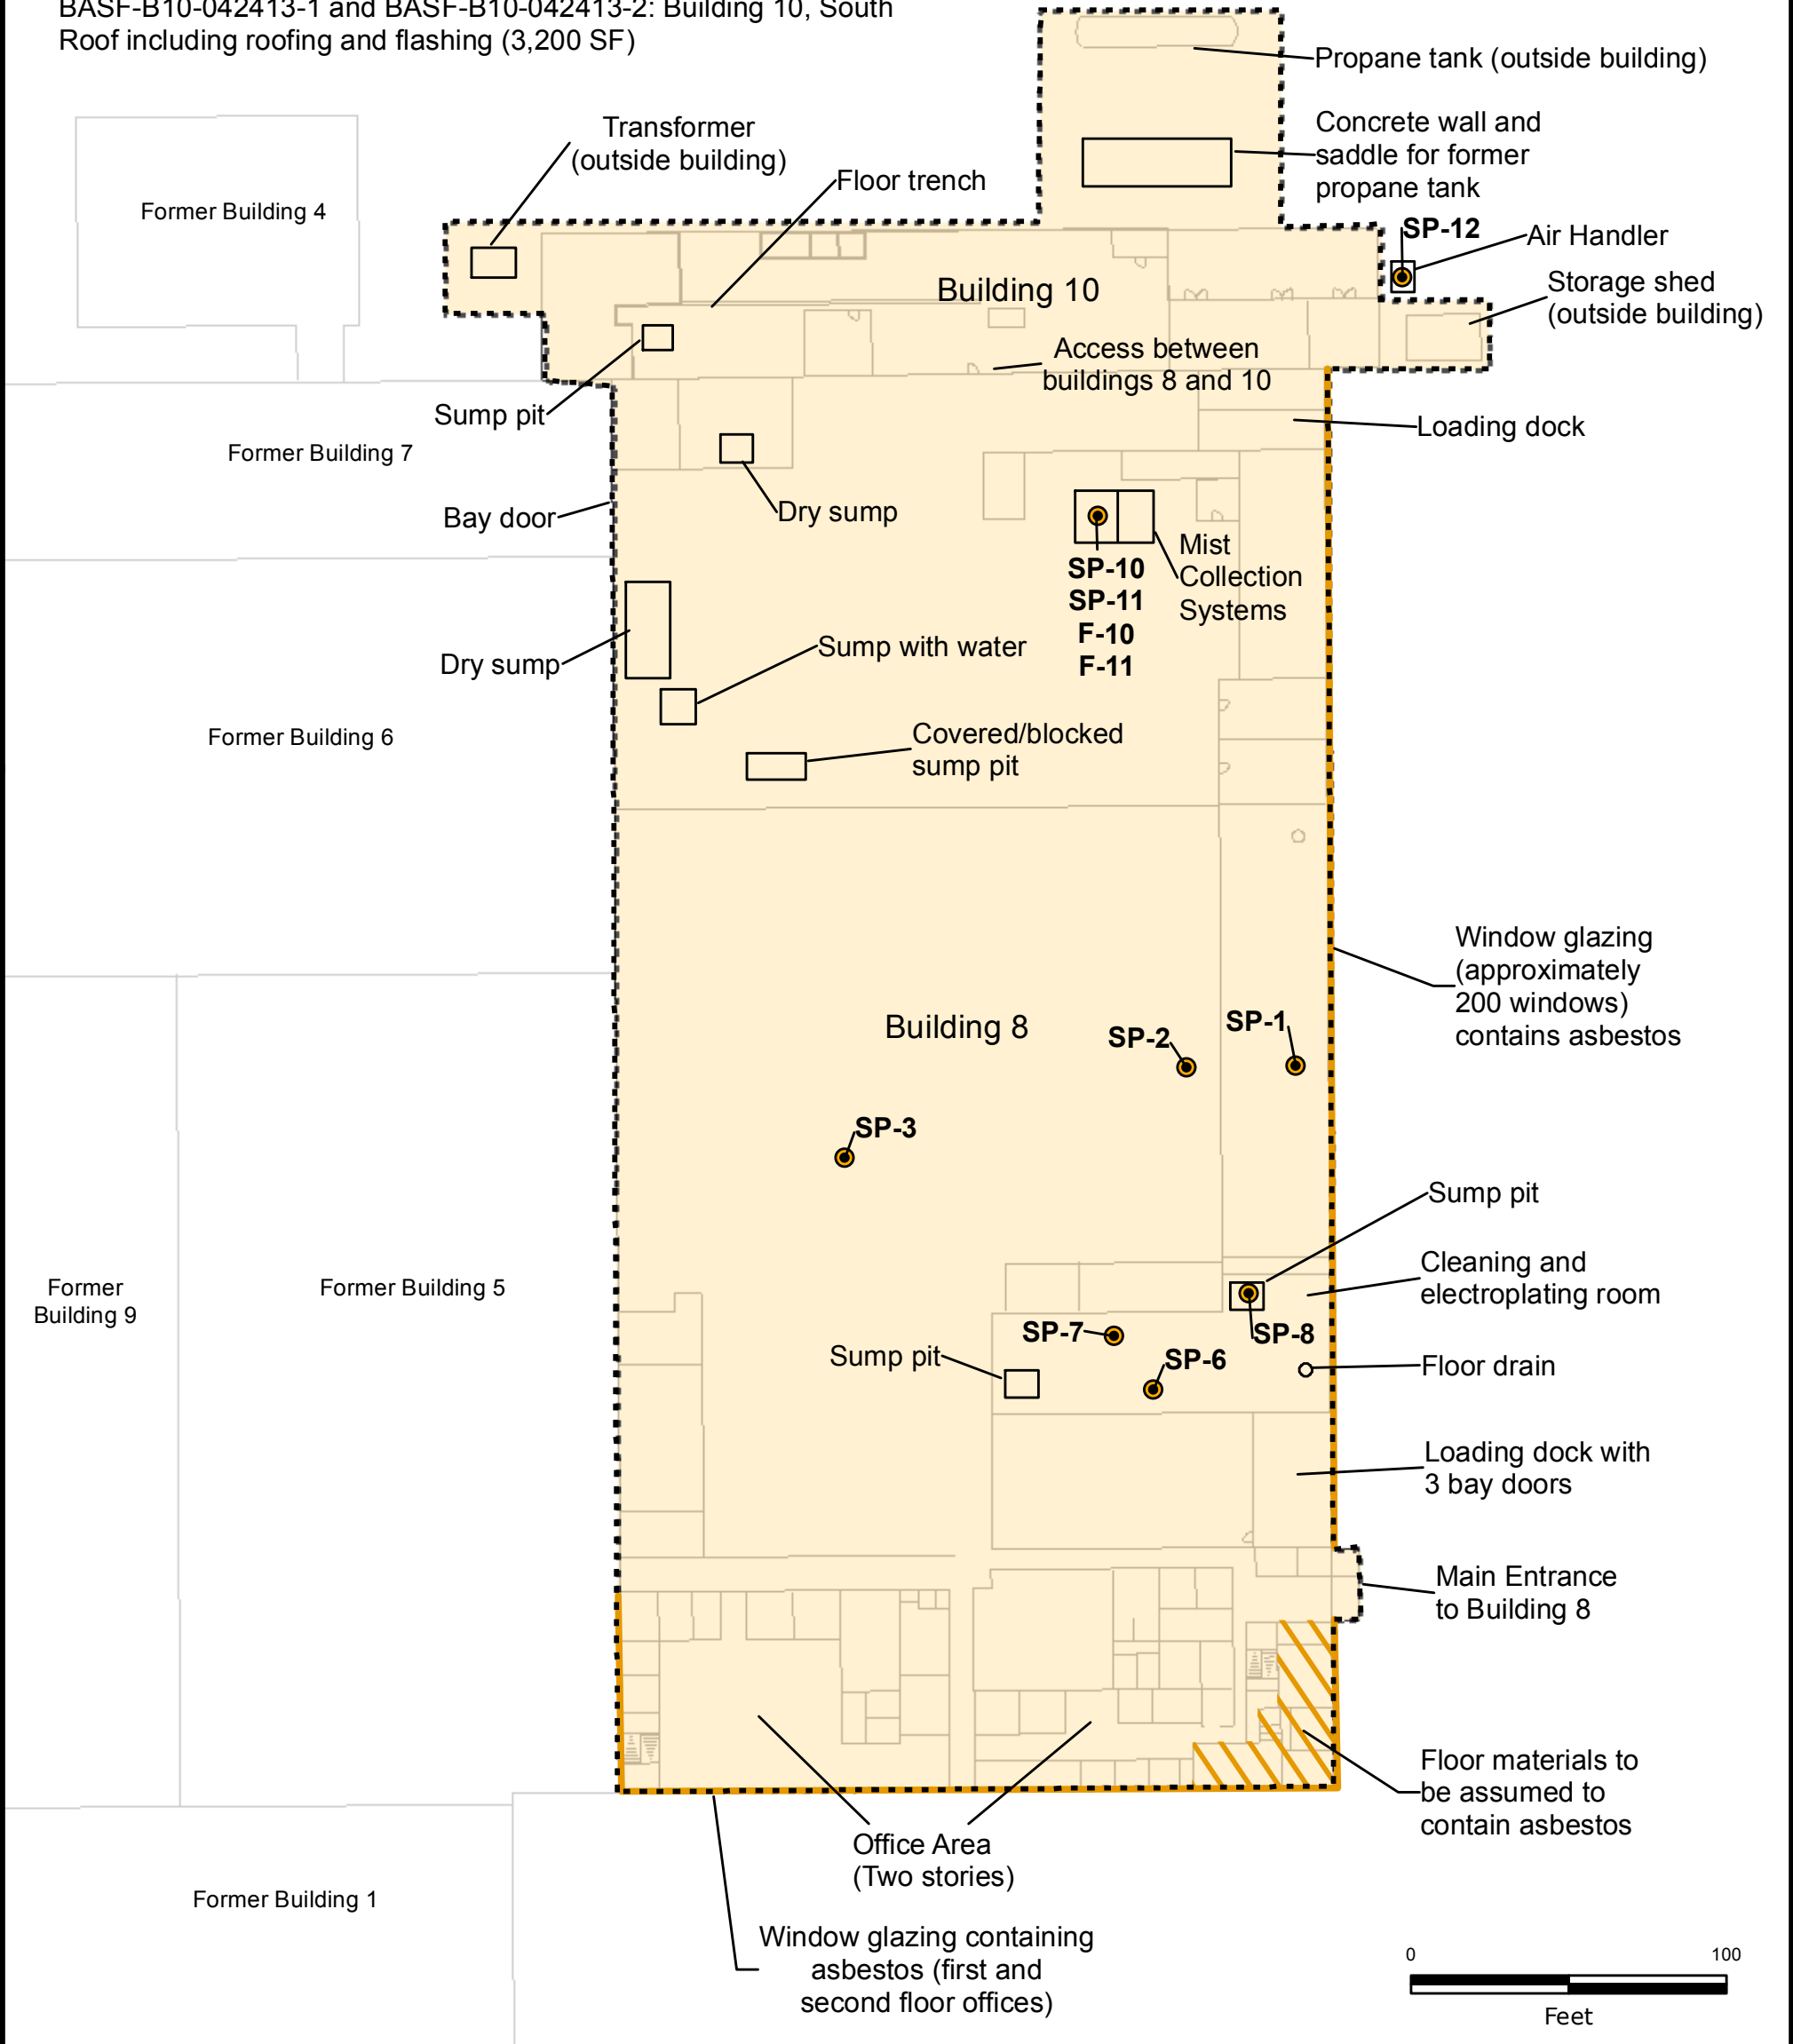 BASF-B10-042413-1 and BASF-B10-042413-2: Building 10, South
Roof including roofing and flashing (3,200 SF)
Propane tank (outside building)
Transformer
(outside building)
Concrete wall and
saddle for former
propane tank
Floor trench
Former Building 4
SP-12
Air Handler
Building 10
Storage shed
(outside building)
Access between
buildings 8 and 10
Sump pit
Loading dock
Former Building 7
Bay door
Dry sump
Mist
Collection
Systems
SP-10
SP-11
F-10
F-11
Sump with water
Dry sump
Former Building 6
Covered/blocked
sump pit
Window glazing
(approximately
200 windows)
contains asbestos
Building 8
SP-2
SP-1
SP-3
Sump pit
Cleaning and
electroplating room
Former
Building 9
Former Building 5
SP-7
SP-8
Sump pit
SP-6
Floor drain
Loading dock with
3 bay doors
Main Entrance
to Building 8
Floor materials to
be assumed to
contain asbestos
Office Area
(Two stories)
Former Building 1
Window glazing containing
asbestos (first and
second floor offices)
0 100
Feet